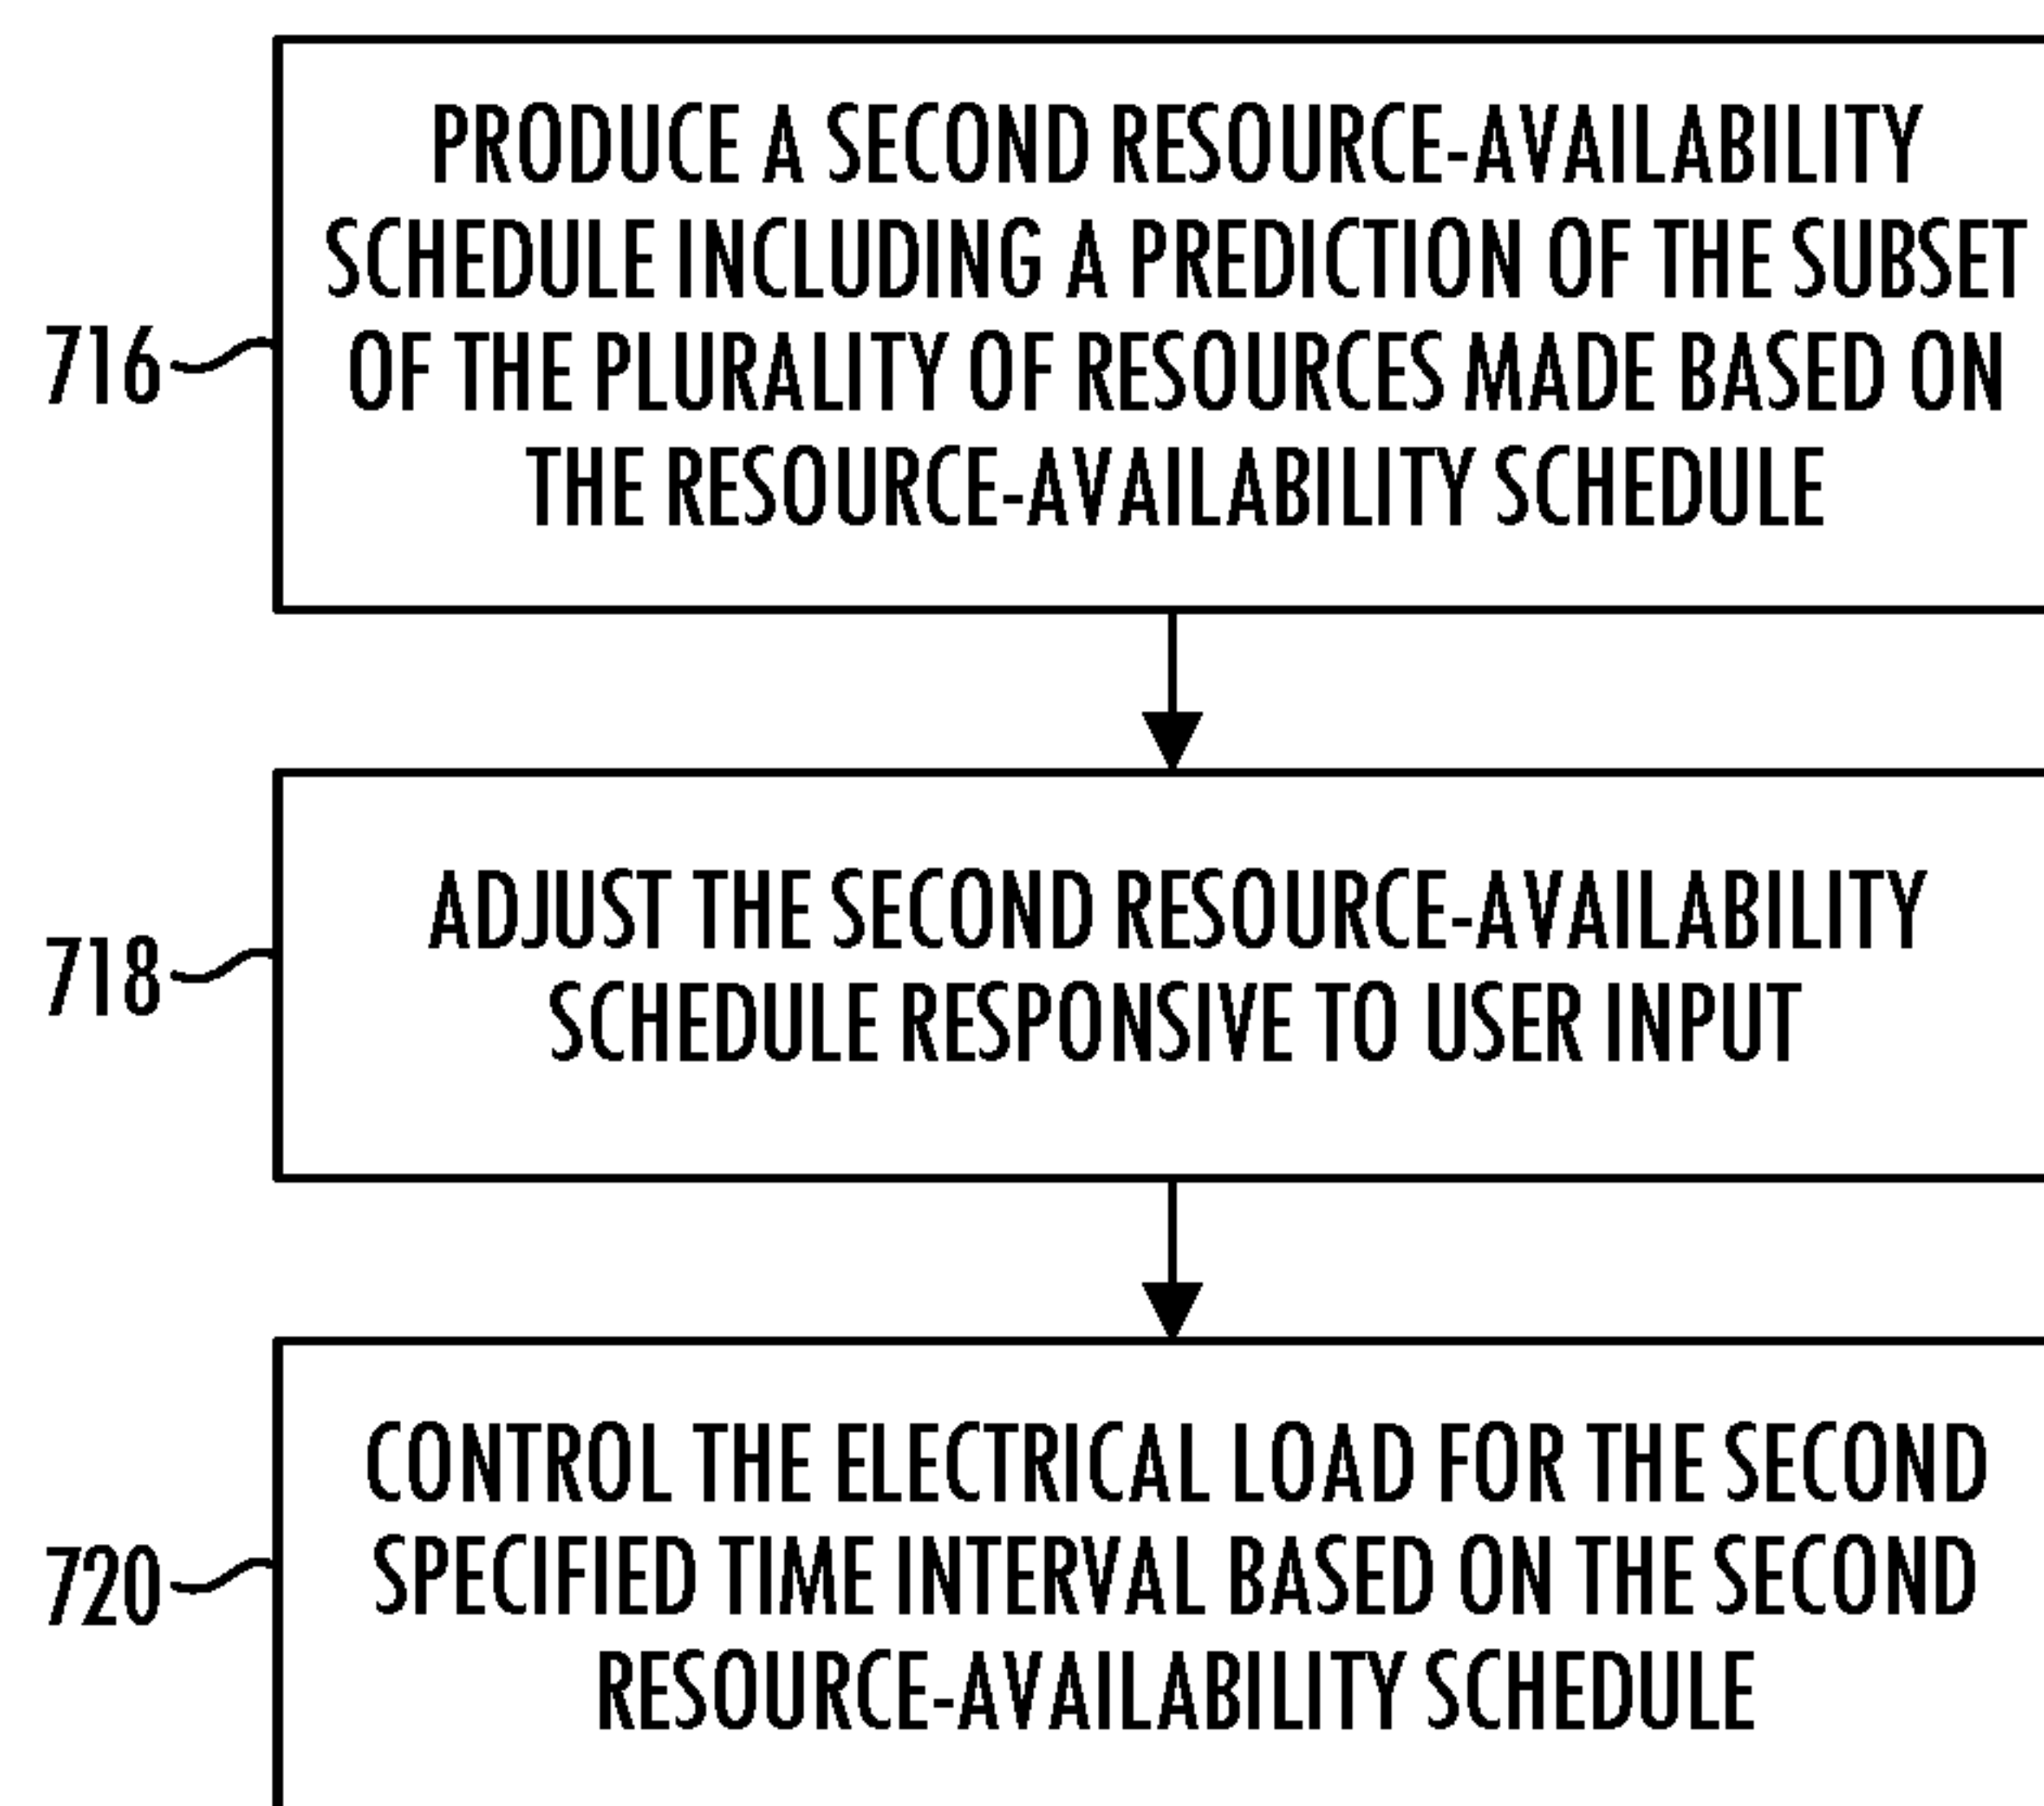 PRODUCE A SECOND RESOURCE-AVAILABILITY
SCHEDULE INCLUDING A PREDICTION OF THE SUBSET
OF THE PLURALITY OF RESOURCES MADE BASED ON
THE RESOURCE-AVAILABILITY SCHEDULE
716
ADJUST THE SECOND RESOURCE-AVAILABILITY
SCHEDULE RESPONSIVE TO USER INPUT
718
CONTROL THE ELECTRICAL LOAD FOR THE SECOND
SPECIFIED TIME INTERVAL BASED ON THE SECOND
RESOURCE-AVAILABILITY SCHEDULE
720